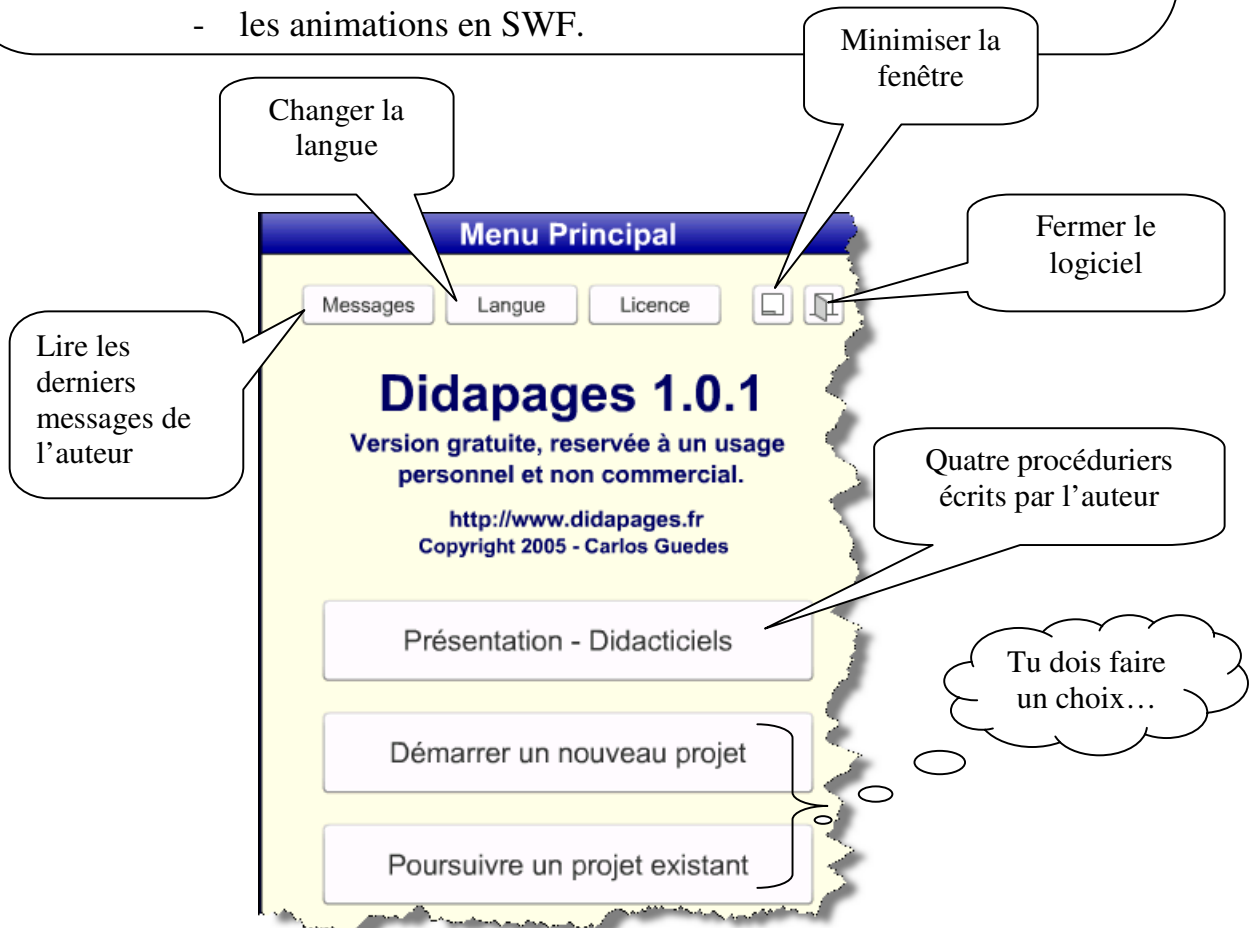 - les animations en SWF.
Minimiser la
fenêtre
Changer la
langue
Fermer le
logiciel
Menu Principal
Messages
Langue
Licence
Lire les
derniers
messages de
l’auteur
Didapages 1.0.1
Version gratuite, reservée à un usage
personnel et non commercial.
http://www.didapages.fr
Copyright 2005 - Carlos Guedes
Quatre procéduriers
écrits par l’auteur
Présentation - Didacticiels
Tu dois faire
un choix…
Démarrer un nouveau projet
Poursuivre un projet existant